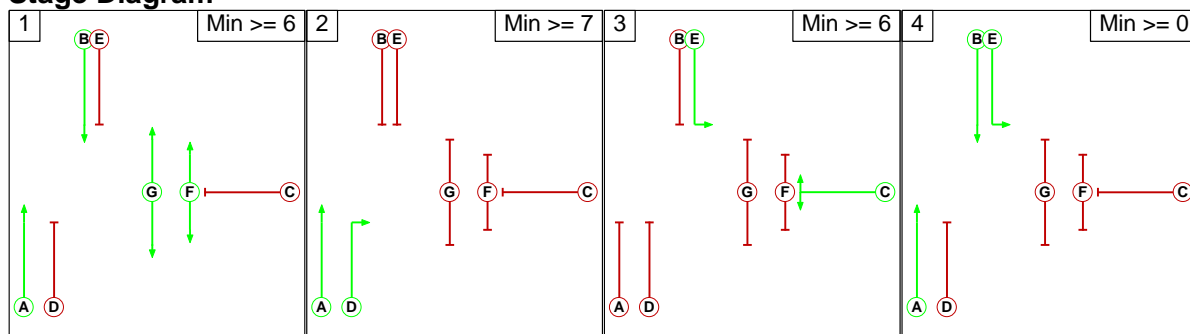 Stage Diagram
1 Min >= 6 2 Min >= 7 3 Min >= 6 4 Min >= 0
B E B E B E B E
G F C G F C G F C G F C
A D A D A D A D